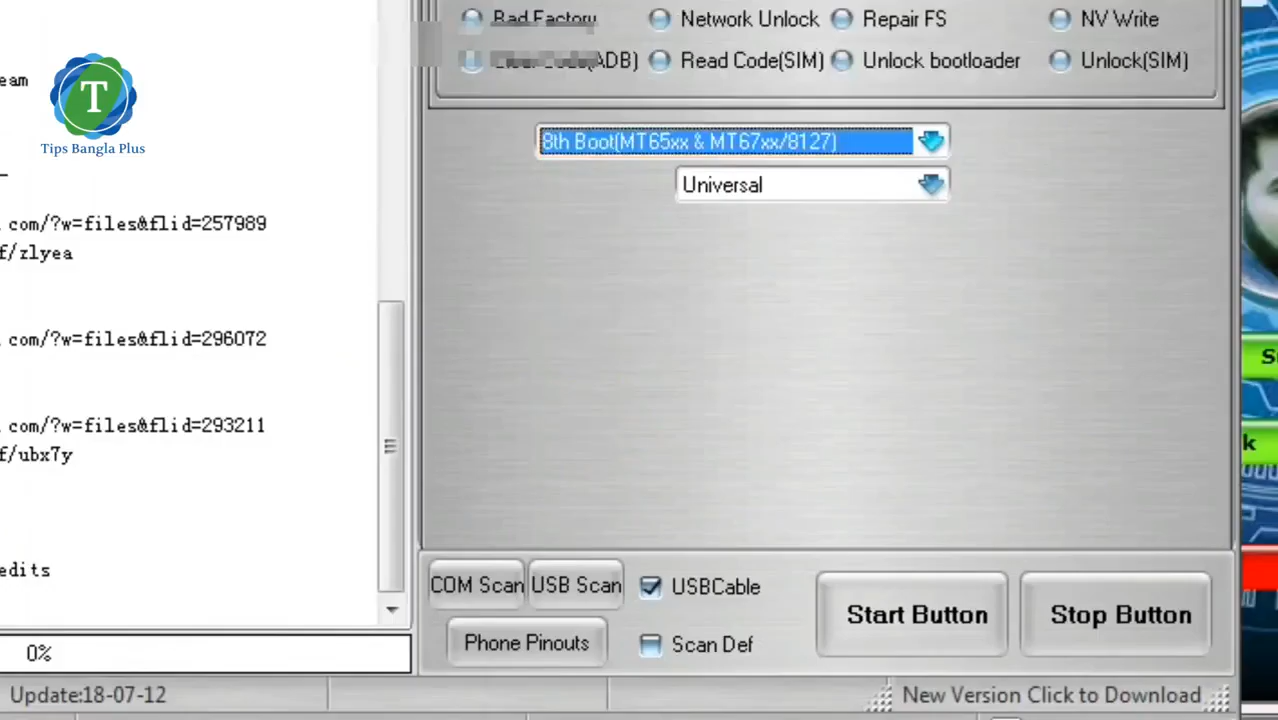 Network Unlock
Repair FS
NV Write
(ADB)
Read Code(SIM)
Unlock bootloader
Unlock(SIM)
eam
T
Tips Bangla Plus
8th Boot(MT65xx & MT67xx/8127)
Universal
com/?w=files&flid=257989
f/zlyea
com/?w=files&flid=296072
com/?w=files&flid=293211
f/ubx7y
edits
k
COM Scan
USB Scan
USBCable
Start Button
Stop Button
Phone Pinouts
Scan Def
0%
Update:18-07-12
New Version Click to Download